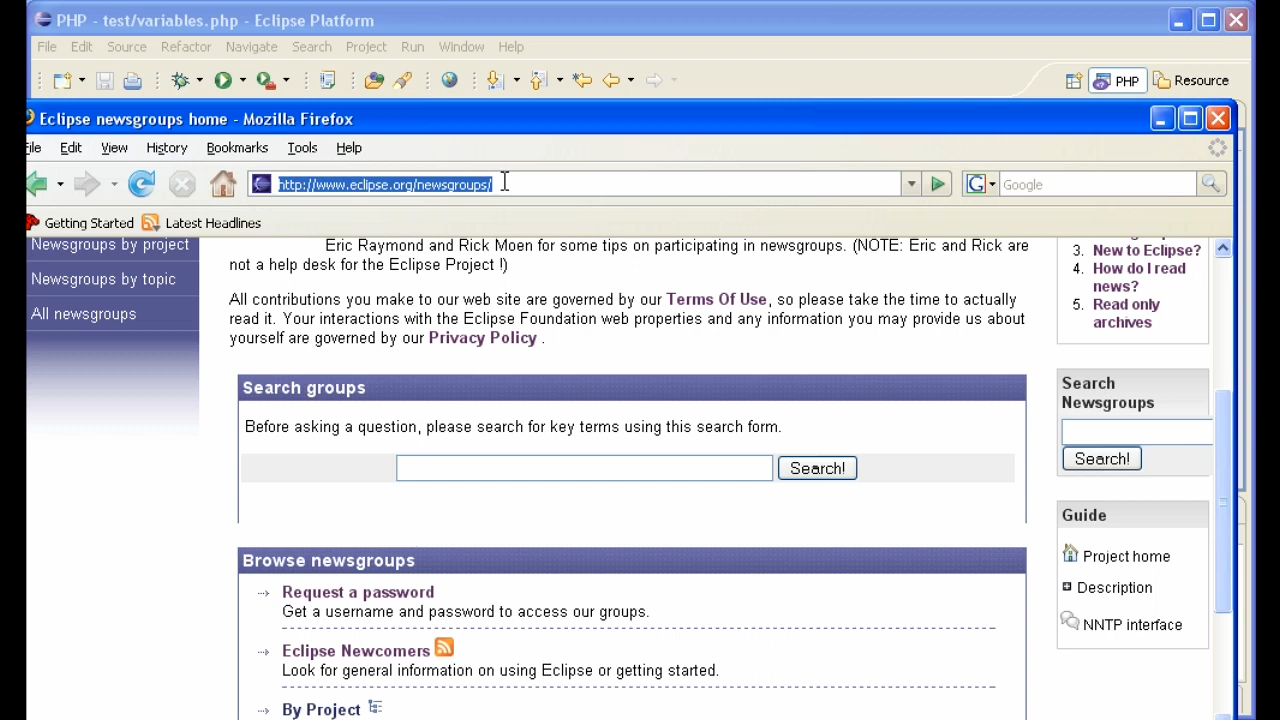 PHP - test/variables.php - Eclipse Platform
File Edit Source Refactor Navigate Search Project Run Window Help
PHP Resource
Eclipse newsgroups home - Mozilla Firefox
ile Edit View History Bookmarks Tools Help
http://www.eclipse.org/newsgroups/
G Google
Getting Started Latest Headlines
Newsgroups by project
Newsgroups by topic
All newsgroups
Eric Raymond and Rick Moen for some tips on participating in newsgroups. (NOTE: Eric and Rick are
not a help desk for the Eclipse Project !)
All contributions you make to our web site are governed by our Terms Of Use, so please take the time to actually
read it. Your interactions with the Eclipse Foundation web properties and any information you may provide us about
yourself are governed by our Privacy Policy .
Search groups
Before asking a question, please search for key terms using this search form.
Search!
Browse newsgroups
Request a password
Get a username and password to access our groups.
Eclipse Newcomers
Look for general information on using Eclipse or getting started.
By Project
3. New to Eclipse?
4. How do I read
news?
5. Read only
archives
Search
Newsgroups
Search!
Guide
Project home
Description
NNTP interface